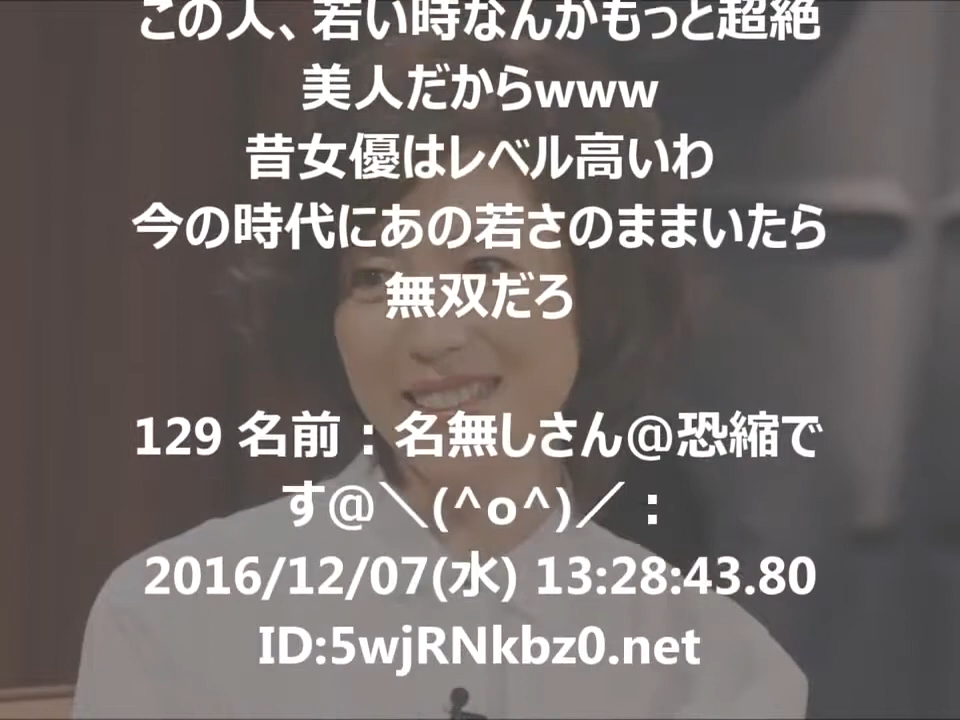 この人、若い時なんかもっと超絶
美人だからwww
昔女優はレベル高いわ
今の時代にあの若さのままいたら
無双だろ
129 名前：名無しさん@恐縮で
す@＼(^o^)／：
2016/12/07(水) 13:28:43.80
ID:5wjRNkbz0.net